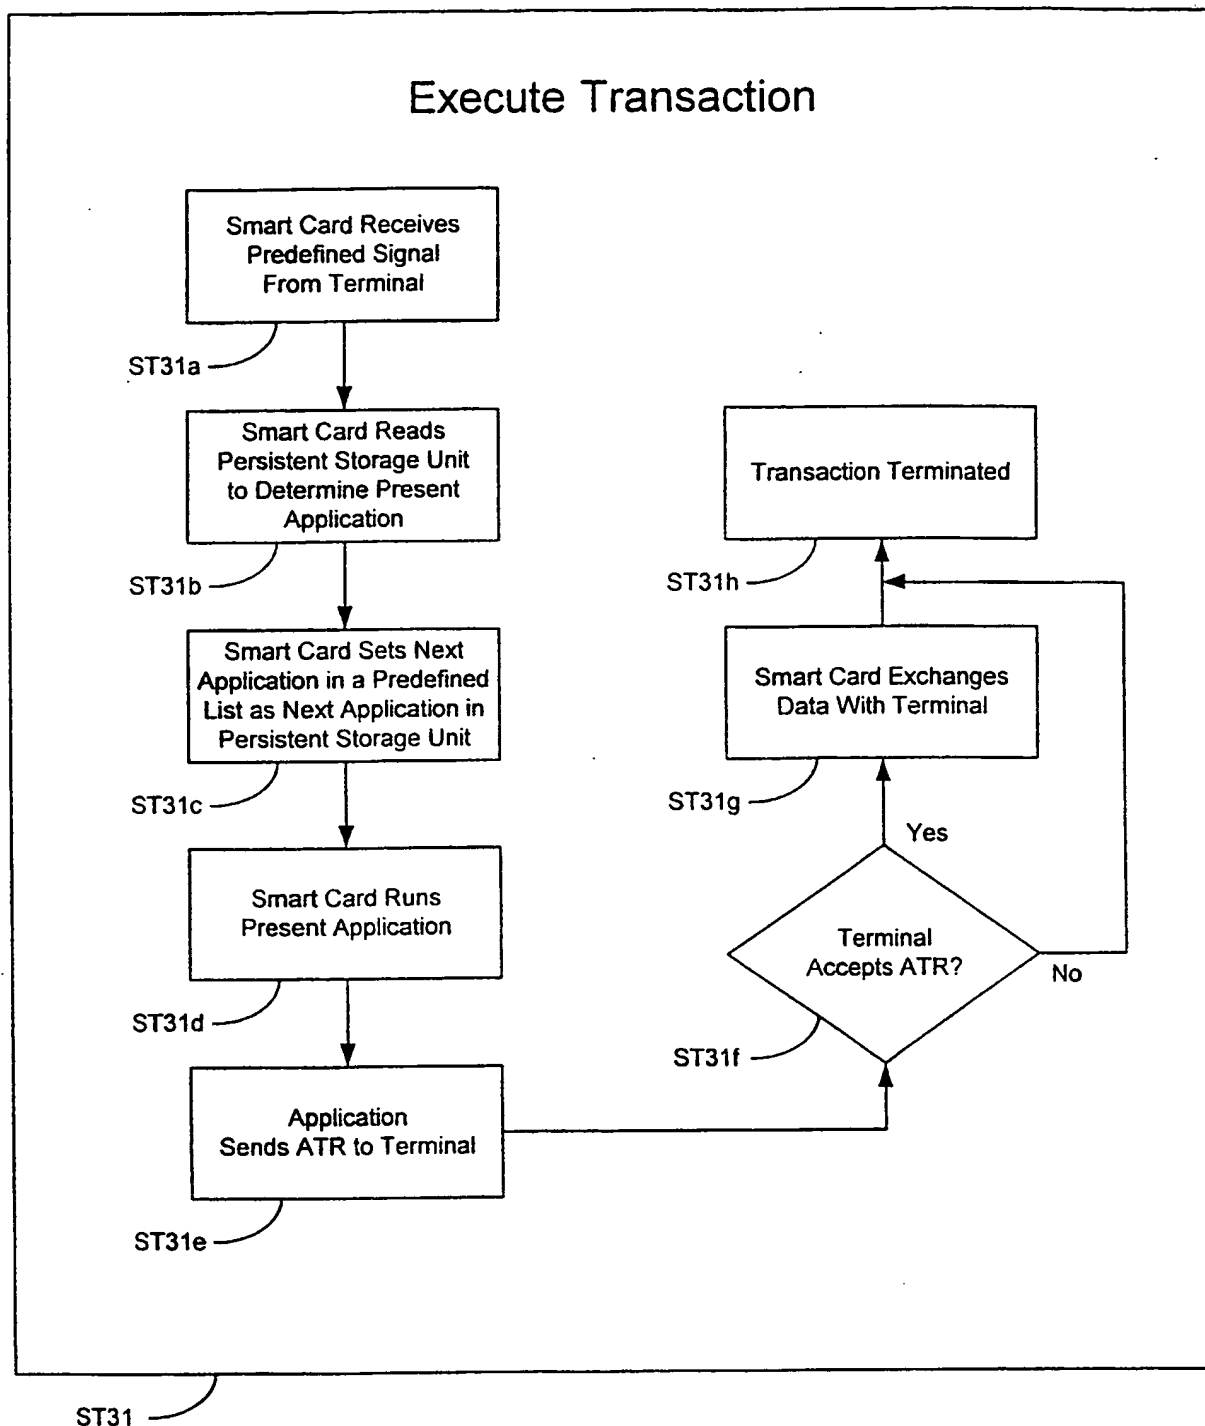 Execute Transaction
Smart Card Receives
Predefined Signal
From Terminal
ST31a
Smart Card Reads
Persistent Storage Unit
to Determine Present
Application
ST31b
Smart Card Sets Next
Application in a Predefined
List as Next Application in
Persistent Storage Unit
ST31c
Smart Card Runs
Present Application
ST31d
Application
Sends ATR to Terminal
ST31e
Terminal
Accepts ATR?
ST31f
Yes
No
Smart Card Exchanges
Data With Terminal
ST31g
Transaction Terminated
ST31h
ST31